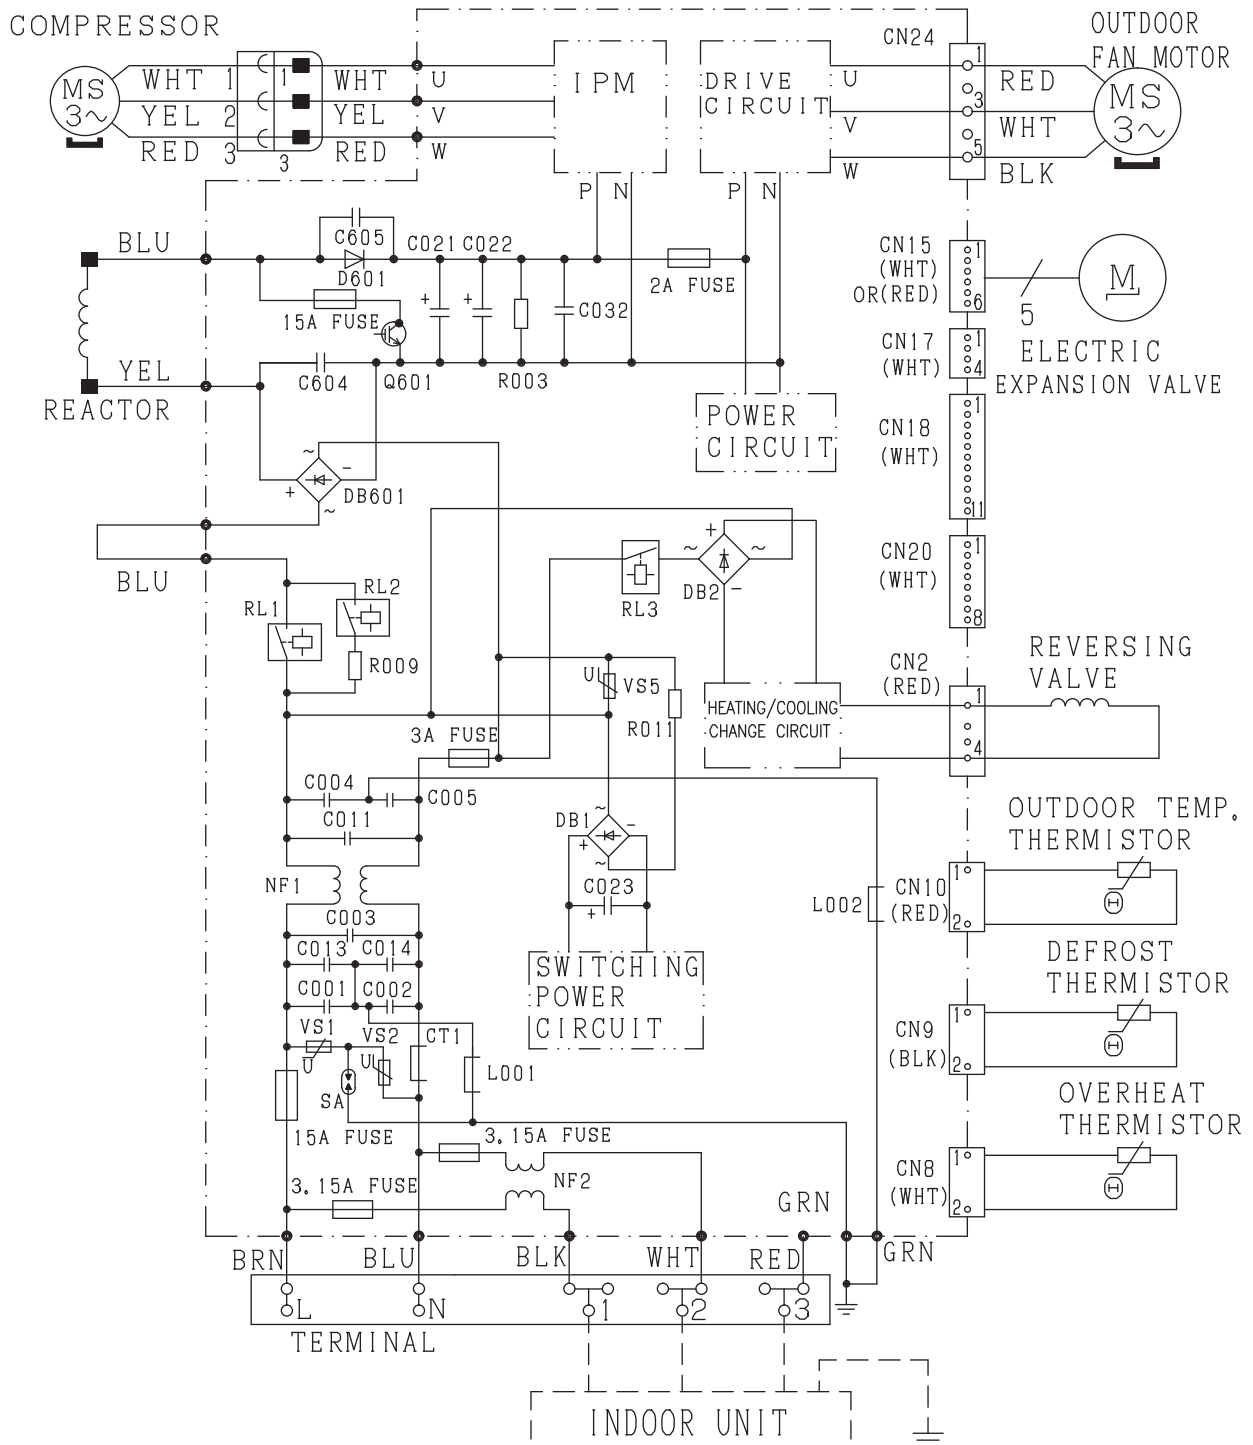 COMPRESSOR
OUTDOOR
FAN MOTOR
CN24
MS
3~
WHT 1
YEL 2
RED 3
1
3
WHT
YEL
RED
U
V
W
IPM
P N
DRIVE
CIRCUIT
P N
U
V
W
1
3
5
RED
WHT
BLK
MS
3~
BLU
YEL
REACTOR
C605
D601
C021
C022
15A FUSE
+
+
C032
2A FUSE
C604
Q601
R003
POWER
CIRCUIT
CN15
(WHT)
OR(RED)
1
6
5
M
ELECTRIC
EXPANSION VALVE
CN17
(WHT)
1
4
CN18
(WHT)
1
11
CN20
(WHT)
1
8
~
+
-
~
DB601
BLU
RL1
RL2
R009
RL3
+
~
~
-
DB2
U
VS5
R011
HEATING/COOLING
CHANGE CIRCUIT
CN2
(RED)
1
4
REVERSING
VALVE
3A FUSE
C004
C005
C011
DB1
~
+
-
~
C023
+
SWITCHING
POWER
CIRCUIT
NF1
C003
C013
C014
C001
C002
VS1
U
VS2
U
CT1
SA
L001
L002
15A FUSE
3.15A FUSE
3.15A FUSE
NF2
OUTDOOR TEMP.
THERMISTOR
CN10
(RED)
1
2
Θ
DEFROST
THERMISTOR
CN9
(BLK)
1
2
Θ
OVERHEAT
THERMISTOR
CN8
(WHT)
1
2
Θ
GRN
GRN
BRN
BLU
BLK
WHT
RED
L
N
1
2
3
TERMINAL
INDOOR UNIT